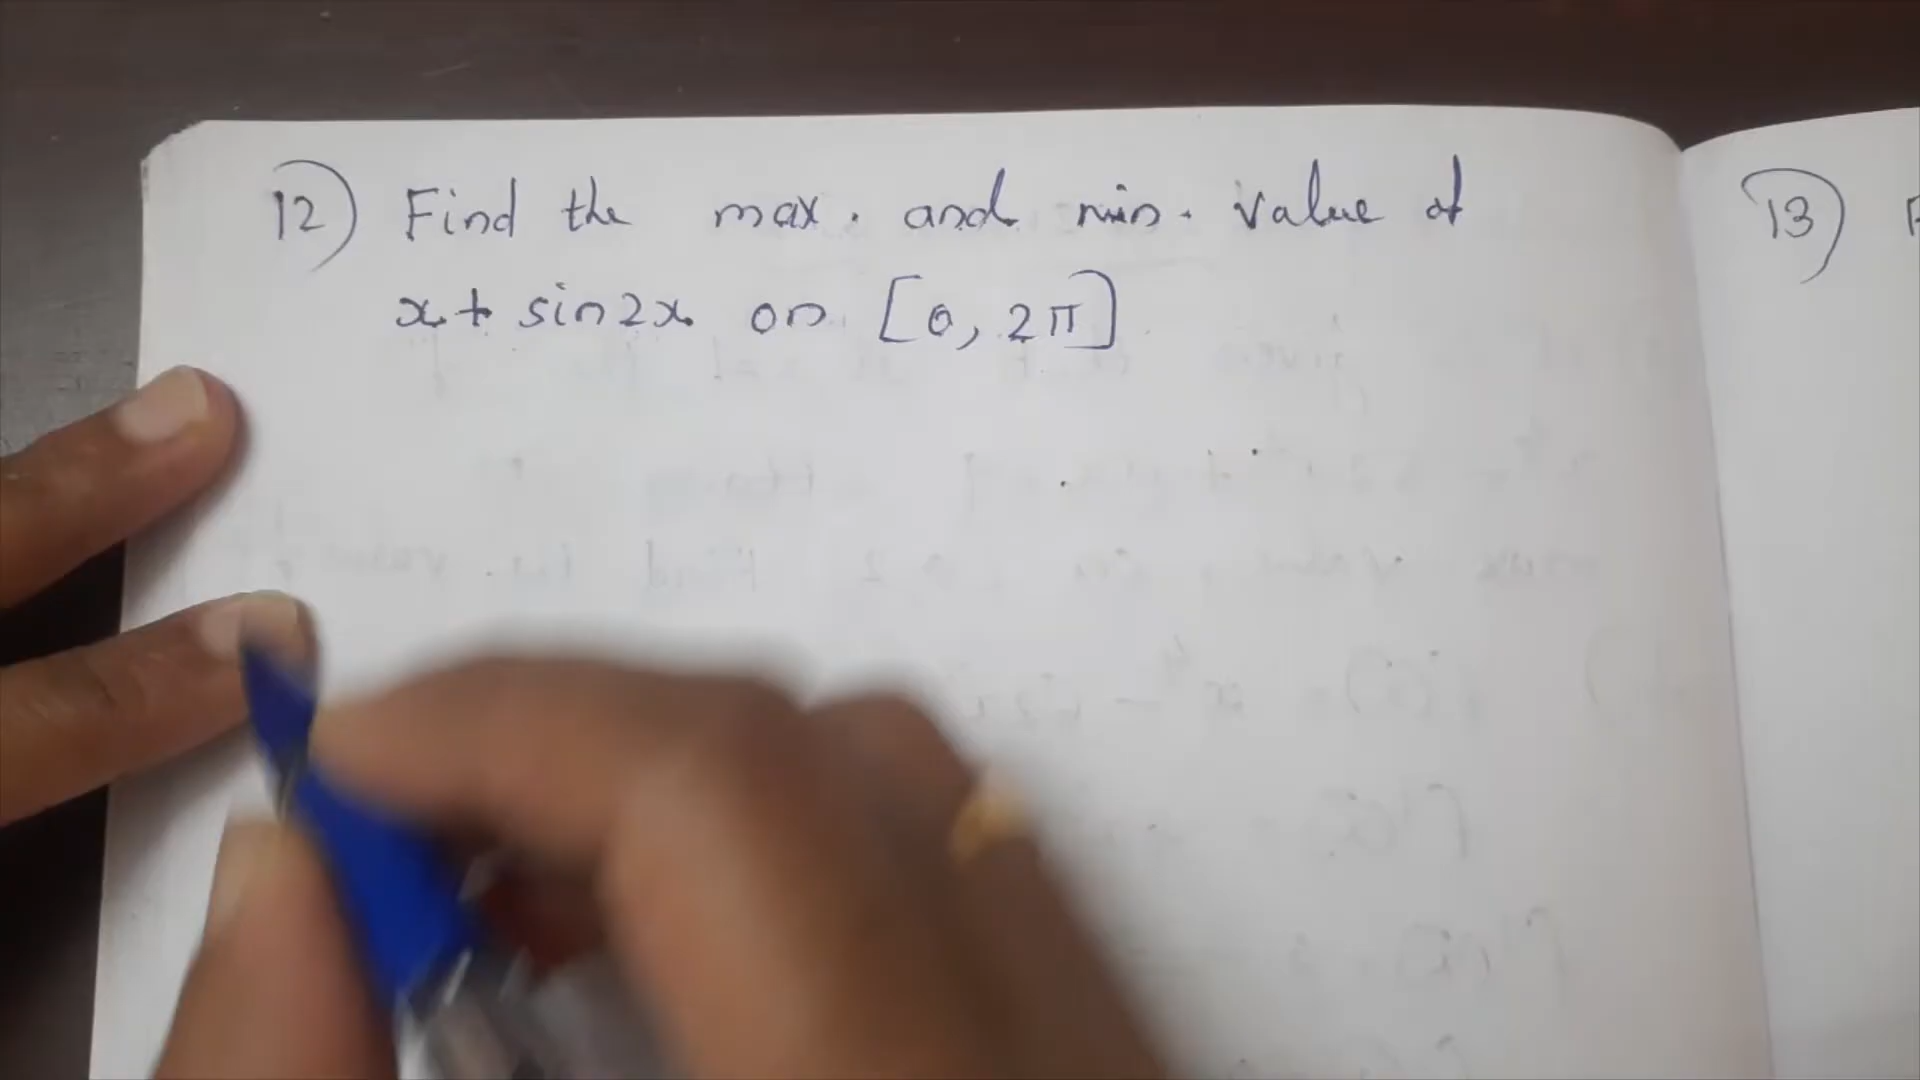 12) Find the max. and min. value of
x + sin2x on [0, 2π]
13)